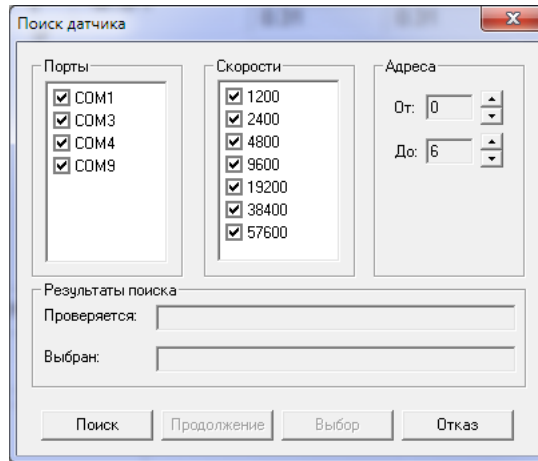 Поиск датчика
Порты
COM1
COM3
COM4
COM9
Скорости
1200
2400
4800
9600
19200
38400
57600
Адреса
От: 0
До: 6
Результаты поиска
Проверяется:
Выбран:
Поиск Продолжение Выбор Отказ